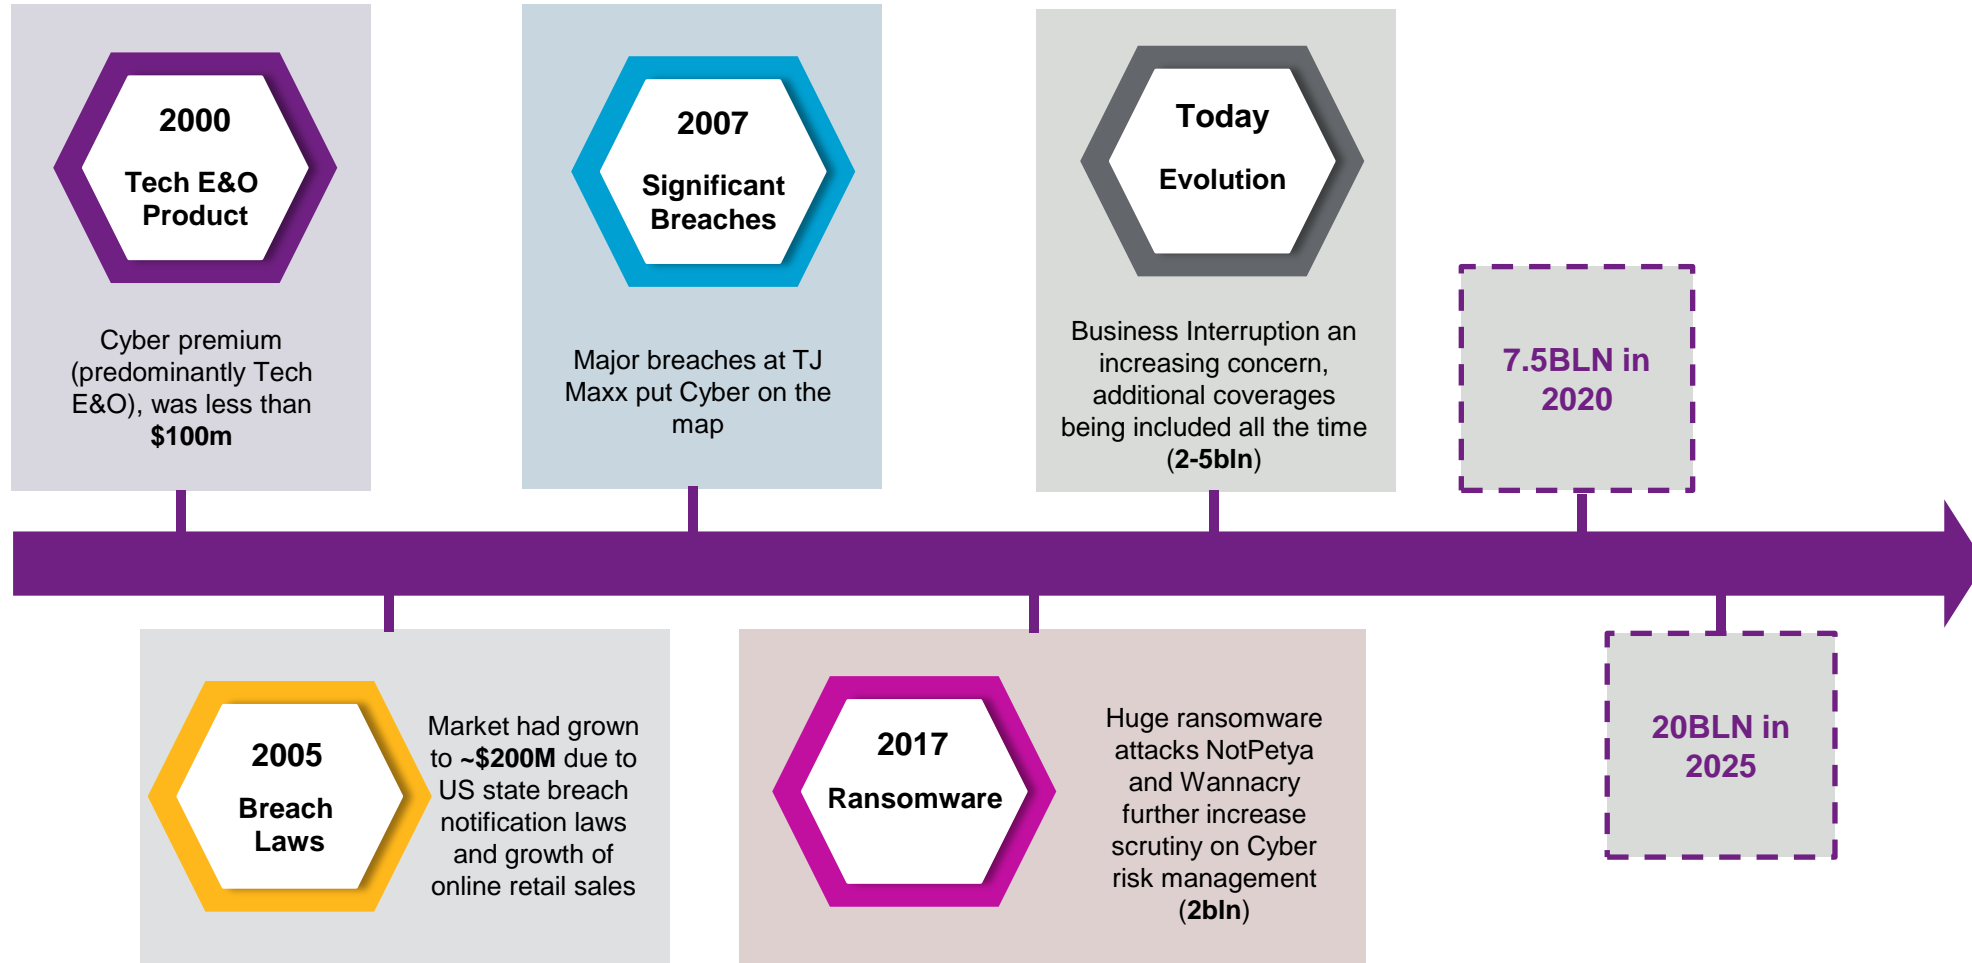 2000
Tech E&O
Product
Cyber premium
(predominantly Tech
E&O), was less than
$100m
2007
Significant
Breaches
Major breaches at TJ
Maxx put Cyber on the
map
Today
Evolution
Business Interruption an
increasing concern,
additional coverages
being included all the time
(2-5bln)
7.5BLN in
2020
2005
Breach
Laws
Market had grown
to ~$200M due to
US state breach
notification laws
and growth of
online retail sales
2017
Ransomware
Huge ransomware
attacks NotPetya
and Wannacry
further increase
scrutiny on Cyber
risk management
(2bln)
20BLN in
2025